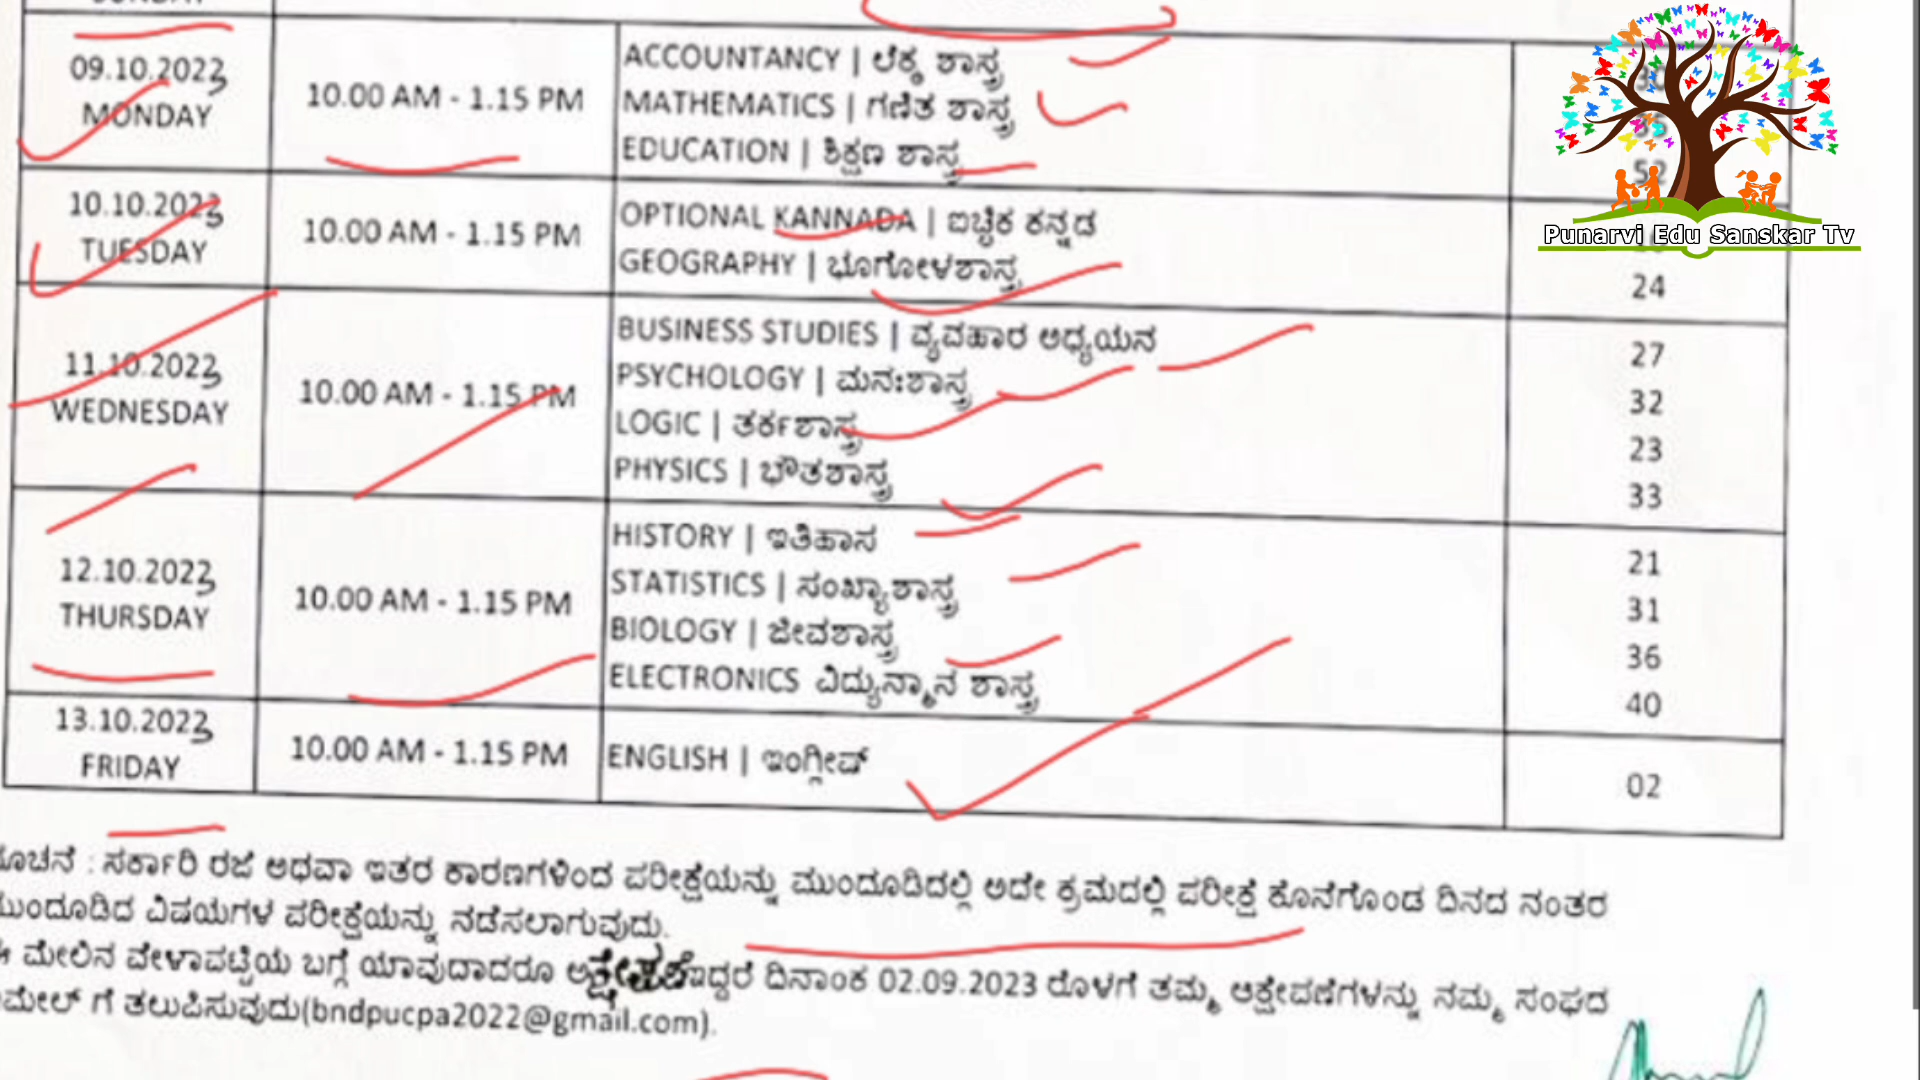 09.10.2023
MONDAY
10.00 AM - 1.15 PM
ACCOUNTANCY | ಲೆಕ್ಕ ಶಾಸ್ತ್ರ
MATHEMATICS | ಗಣಿತ ಶಾಸ್ತ್ರ
EDUCATION | ಶಿಕ್ಷಣ ಶಾಸ್ತ್ರ
52
10.10.2023
TUESDAY
10.00 AM - 1.15 PM
OPTIONAL KANNADA | ಐಚ್ಛಿಕ ಕನ್ನಡ
GEOGRAPHY | ಭೂಗೋಳಶಾಸ್ತ್ರ
24
11.10.2023
WEDNESDAY
10.00 AM - 1.15 PM
BUSINESS STUDIES | ವ್ಯವಹಾರ ಅಧ್ಯಯನ
27
PSYCHOLOGY | ಮನಃಶಾಸ್ತ್ರ
32
LOGIC | ತರ್ಕಶಾಸ್ತ್ರ
23
PHYSICS | ಭೌತಶಾಸ್ತ್ರ
33
12.10.2023
THURSDAY
10.00 AM - 1.15 PM
HISTORY | ಇತಿಹಾಸ
21
STATISTICS | ಸಂಖ್ಯಾಶಾಸ್ತ್ರ
31
BIOLOGY | ಜೀವಶಾಸ್ತ್ರ
36
ELECTRONICS ವಿದ್ಯುನ್ಮಾನ ಶಾಸ್ತ್ರ
40
13.10.2023
FRIDAY
10.00 AM - 1.15 PM
ENGLISH | ಇಂಗ್ಲೀಷ್
02
: ಸರ್ಕಾರಿ ರಜೆ ಅಥವಾ ಇತರ ಕಾರಣಗಳಿಂದ ಪರೀಕ್ಷೆಯನ್ನು ಮುಂದೂಡಿದಲ್ಲಿ ಅದೇ ಕ್ರಮದಲ್ಲಿ ಪರೀಕ್ಷೆ ಕೊನೆಗೊಂಡ ದಿನದ ನಂತರ
ಮುಂದೂಡಿದ ವಿಷಯಗಳ ಪರೀಕ್ಷೆಯನ್ನು ನಡೆಸಲಾಗುವುದು.
ಈ ಮೇಲಿನ ವೇಳಾಪಟ್ಟಿಯ ಬಗ್ಗೆ ಯಾವುದಾದರೂ ಇದ್ದರೆ ದಿನಾಂಕ 02.09.2023 ರೊಳಗೆ ತಮ್ಮ ಆಕ್ಷೇಪಣೆಗಳನ್ನು ನಮ್ಮ ಸಂಘದ
ಗೆ ತಲುಪಿಸುವುದು(bndpucpa2022@gmail.com).
Punarvi Edu Sanskar Tv